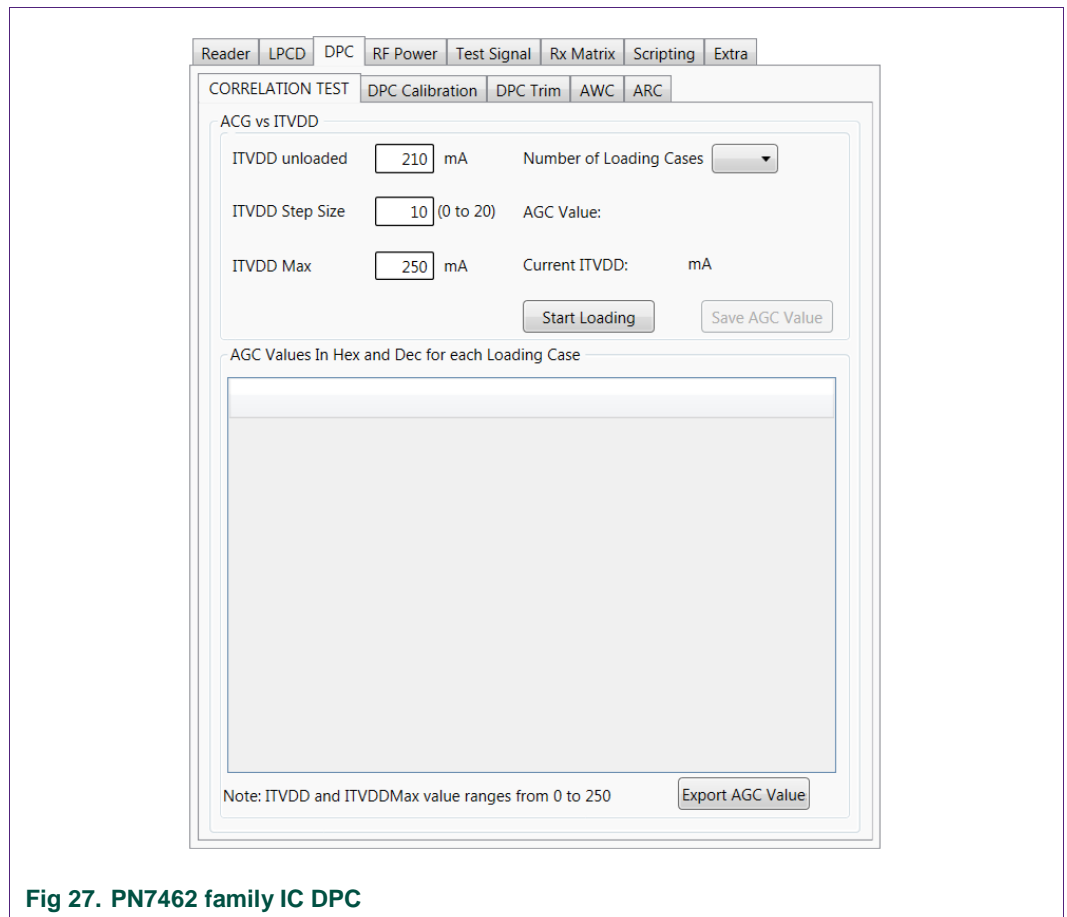 Reader LPCD DPC RF Power Test Signal Rx Matrix Scripting Extra
CORRELATION TEST DPC Calibration DPC Trim AWC ARC
ACG vs ITVDD
ITVDD unloaded 210 mA Number of Loading Cases
ITVDD Step Size 10 (0 to 20) AGC Value:
ITVDD Max 250 mA Current ITVDD: mA
Start Loading Save AGC Value
AGC Values In Hex and Dec for each Loading Case
Note: ITVDD and ITVDDMax value ranges from 0 to 250 Export AGC Value
Fig 27. PN7462 family IC DPC